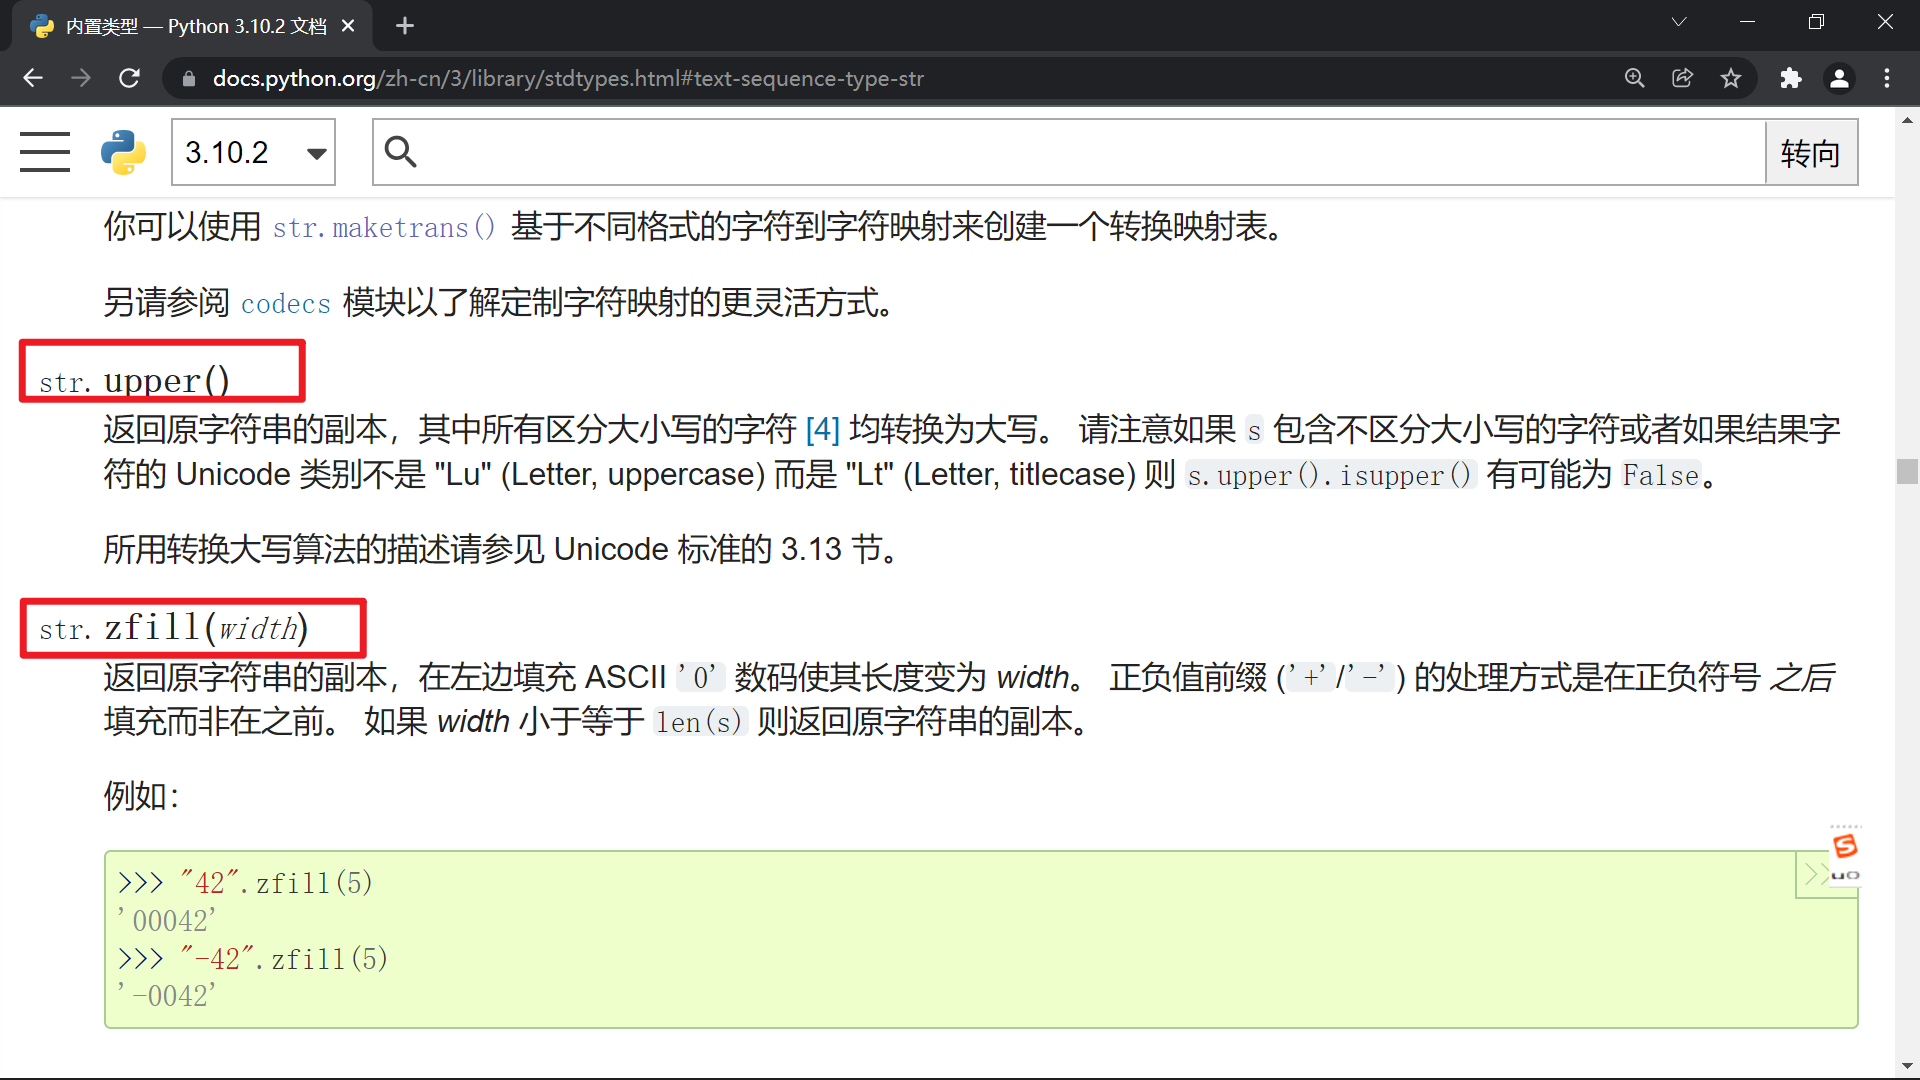 内置类型 — Python 3.10.2 文档
docs.python.org/zh-cn/3/library/stdtypes.html#text-sequence-type-str
3.10.2
转向
你可以使用 str.maketrans() 基于不同格式的字符到字符映射来创建一个转换映射表。
另请参阅 codecs 模块以了解定制字符映射的更灵活方式。
str.upper()
返回原字符串的副本，其中所有区分大小写的字符 [4] 均转换为大写。 请注意如果 s 包含不区分大小写的字符或者如果结果字
符的 Unicode 类别不是 "Lu" (Letter, uppercase) 而是 "Lt" (Letter, titlecase) 则 s.upper().isupper() 有可能为 False。
所用转换大写算法的描述请参见 Unicode 标准的 3.13 节。
str.zfill(width)
返回原字符串的副本，在左边填充 ASCII '0' 数码使其长度变为 width。 正负值前缀 ('+'/'-') 的处理方式是在正负符号 之后
填充而非在之前。 如果 width 小于等于 len(s) 则返回原字符串的副本。
例如：
>>> "42".zfill(5)
'00042'
>>> "-42".zfill(5)
'-0042'
>>